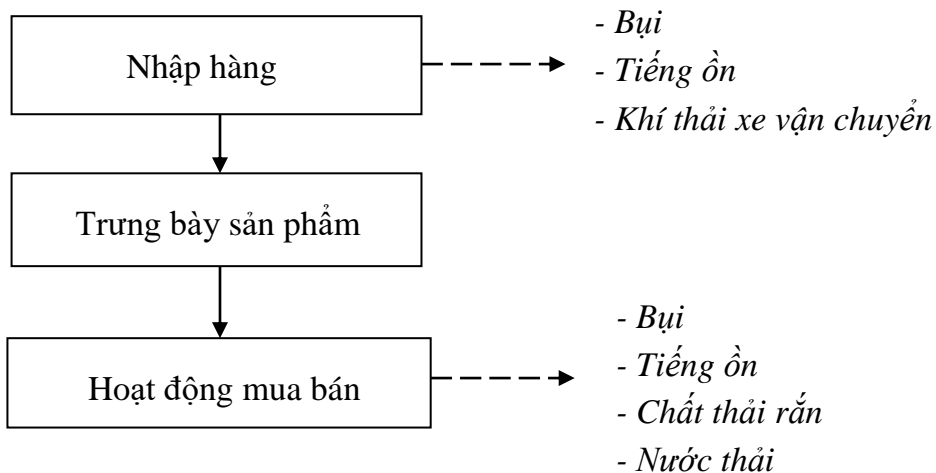 Nhập hàng
- Bụi
- Tiếng ồn
- Khí thải xe vận chuyển
Trưng bày sản phẩm
Hoạt động mua bán
- Bụi
- Tiếng ồn
- Chất thải rắn
- Nước thải